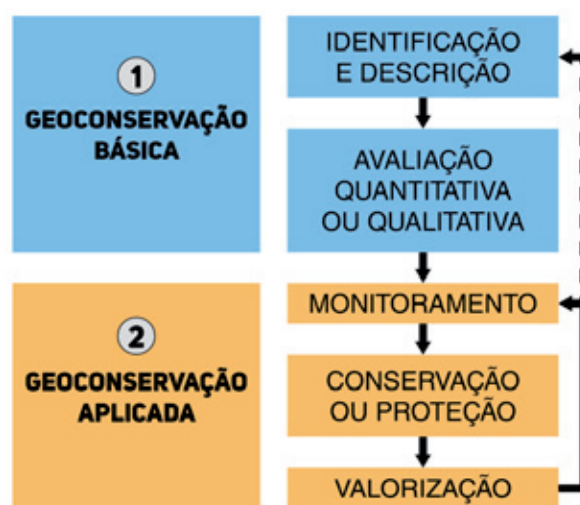 1
GEOCONSERVAÇÃO
BÁSICA
IDENTIFICAÇÃO
E DESCRIÇÃO
AVALIAÇÃO
QUANTITATIVA
OU QUALITATIVA
2
GEOCONSERVAÇÃO
APLICADA
MONITORAMENTO
CONSERVAÇÃO
OU PROTEÇÃO
VALORIZAÇÃO